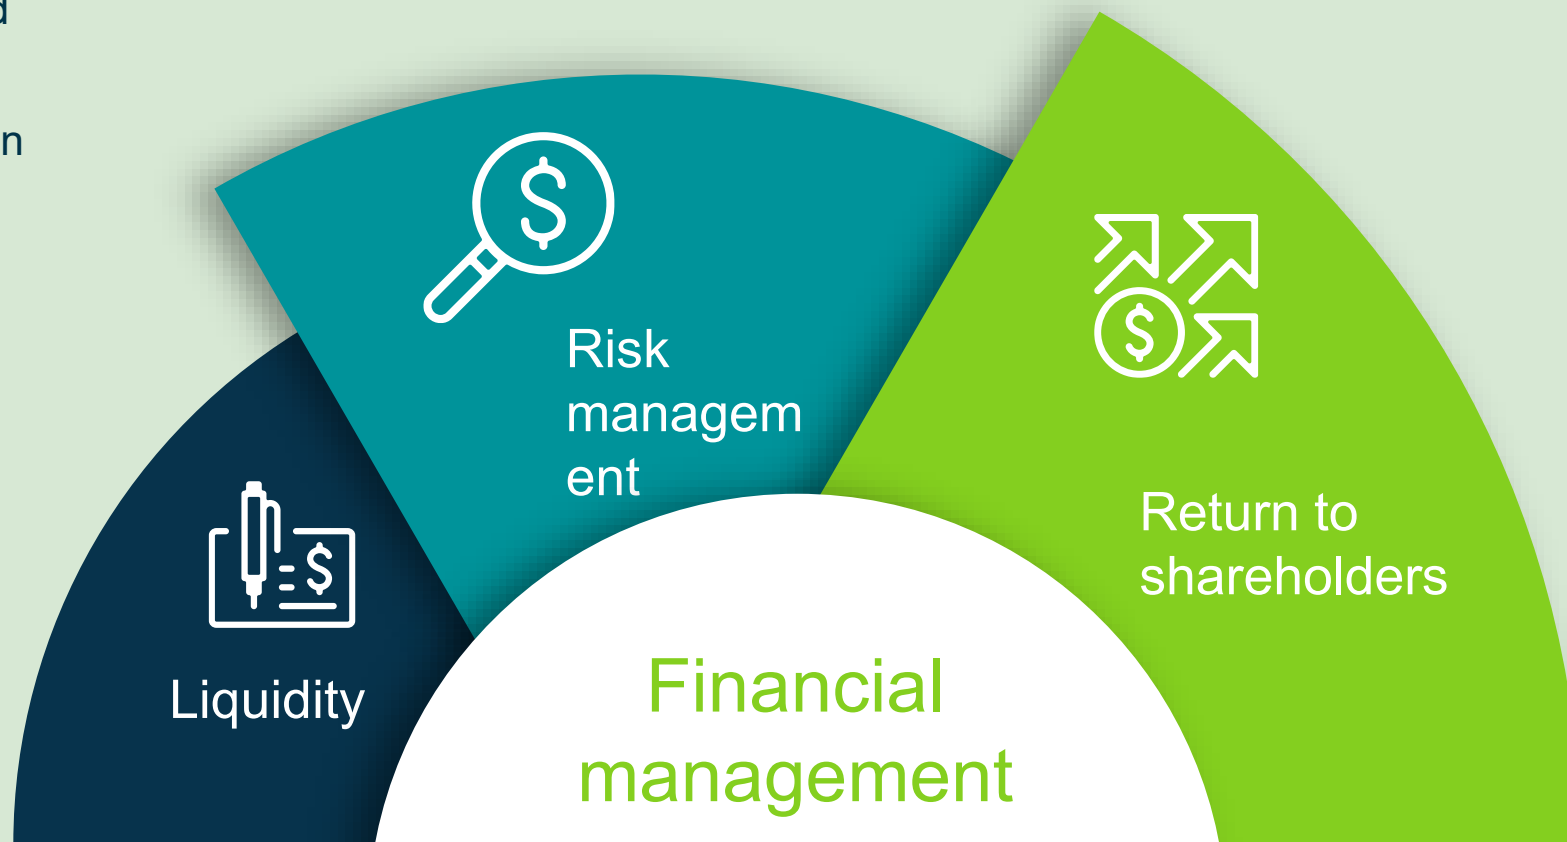 d
n
Risk
managem
ent
Return to
shareholders
Liquidity
Financial
management
$
$
$